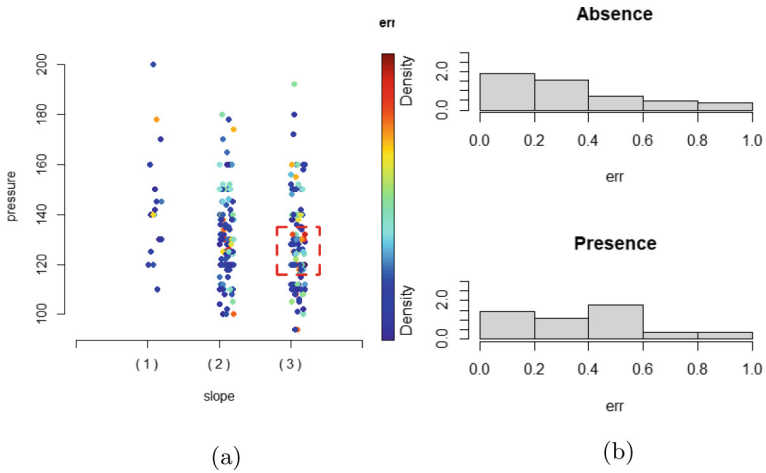 err
Density
Density
200
180
160
140
120
100
pressure
( 1 ) ( 2 ) ( 3 )
slope
(a)
Absence
2.0
0.0
0.0 0.2 0.4 0.6 0.8 1.0
err
Presence
2.0
0.0
0.0 0.2 0.4 0.6 0.8 1.0
err
(b)